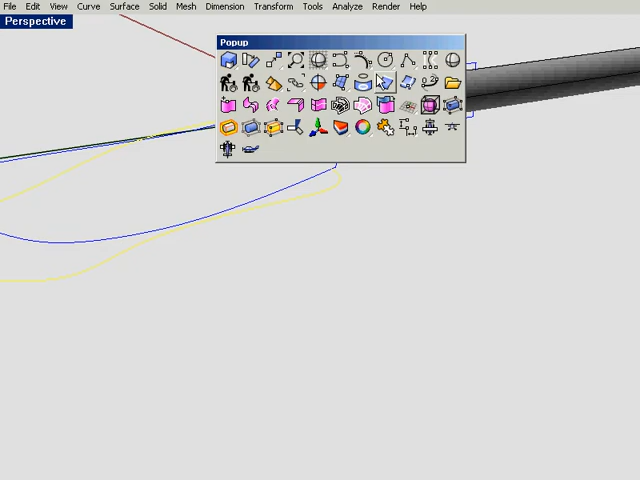 File Edit View Curve Surface Solid Mesh Dimension Transform Tools Analyze Render Help
Perspective
Popup